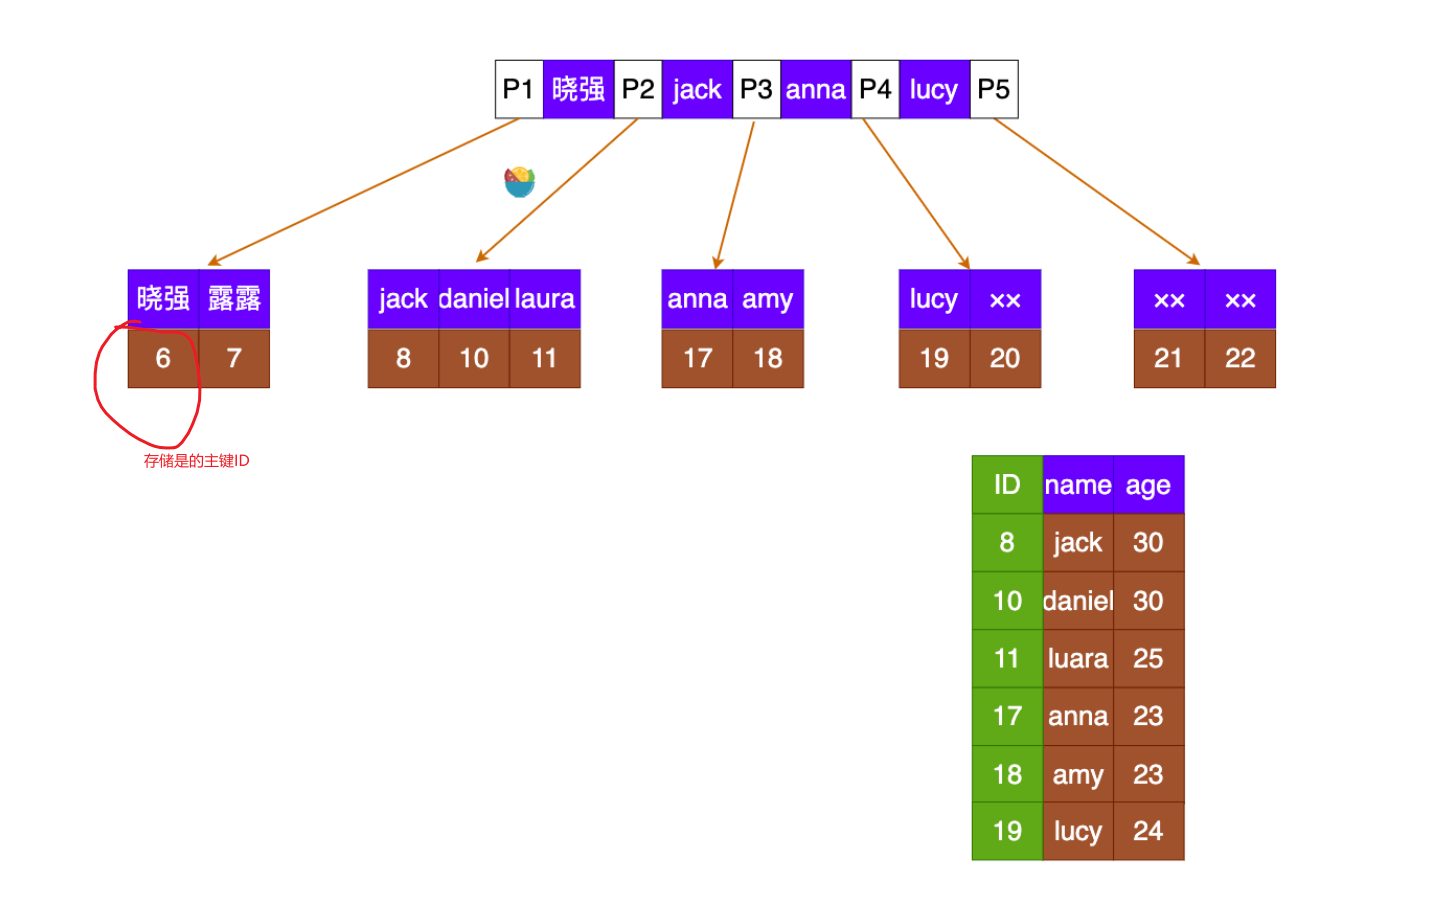 P1 晓强 P2 jack P3 anna P4 lucy P5
晓强 露露 jack daniel laura anna amy lucy ×× ×× ××
6 7 8 10 11 17 18 19 20 21 22
存储是的主键ID
ID name age
8 jack 30
10 daniel 30
11 luara 25
17 anna 23
18 amy 23
19 lucy 24